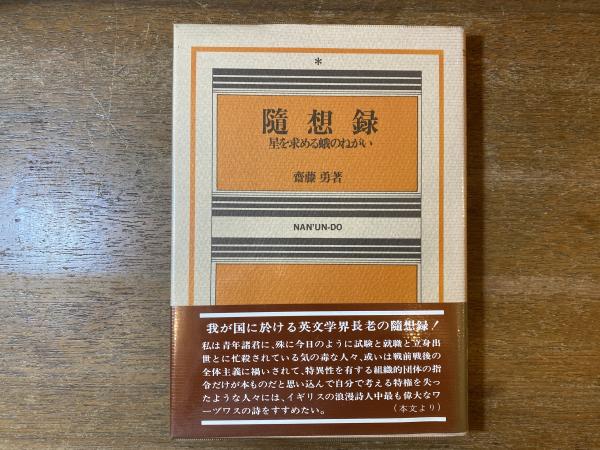 *
隨想録
星を求める蛾のねがい
齋藤 勇著
NAN'UN-DO
我が国に於ける英文学界長老の隨想録!
私は青年諸君に、殊に今日のように試験と就職と立身出
世とに忙殺されている気の毒な人々、或いは戦前戦後の
全体主義に禍いされて、特異性を有する組織的団体の指
令だけが本ものだと思い込んで自分で考える特権を失っ
たような人々には、イギリスの浪漫詩人中最も偉大なワ
ーヅワスの詩をすすめたい。
(本文より)